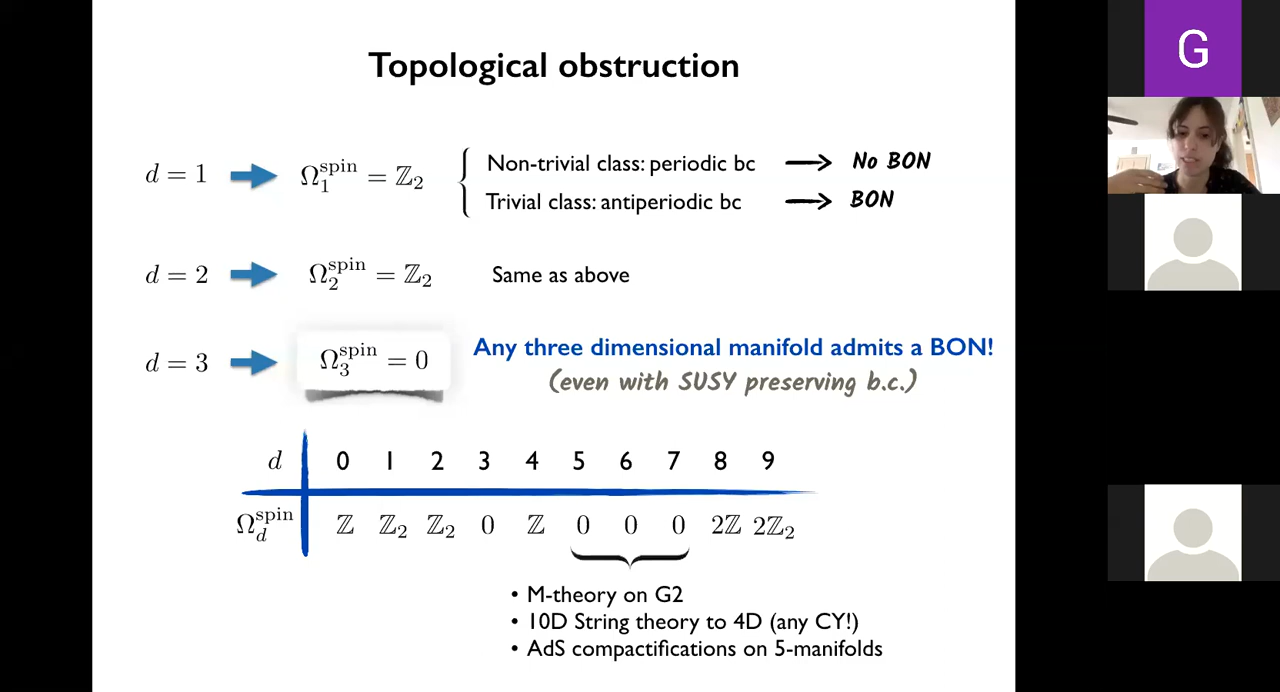 Topological obstruction
d = 1 Ω₁^spin = ℤ₂ { Non-trivial class: periodic bc → No BON
Trivial class: antiperiodic bc → BON
d = 2 Ω₂^spin = ℤ₂ Same as above
d = 3 Ω₃^spin = 0 Any three dimensional manifold admits a BON!
(even with SUSY preserving b.c.)
d 0 1 2 3 4 5 6 7 8 9
Ω_d^spin ℤ ℤ₂ ℤ₂ 0 ℤ 0 0 0 2ℤ 2ℤ₂
• M-theory on G2
• 10D String theory to 4D (any CY!)
• AdS compactifications on 5-manifolds
G